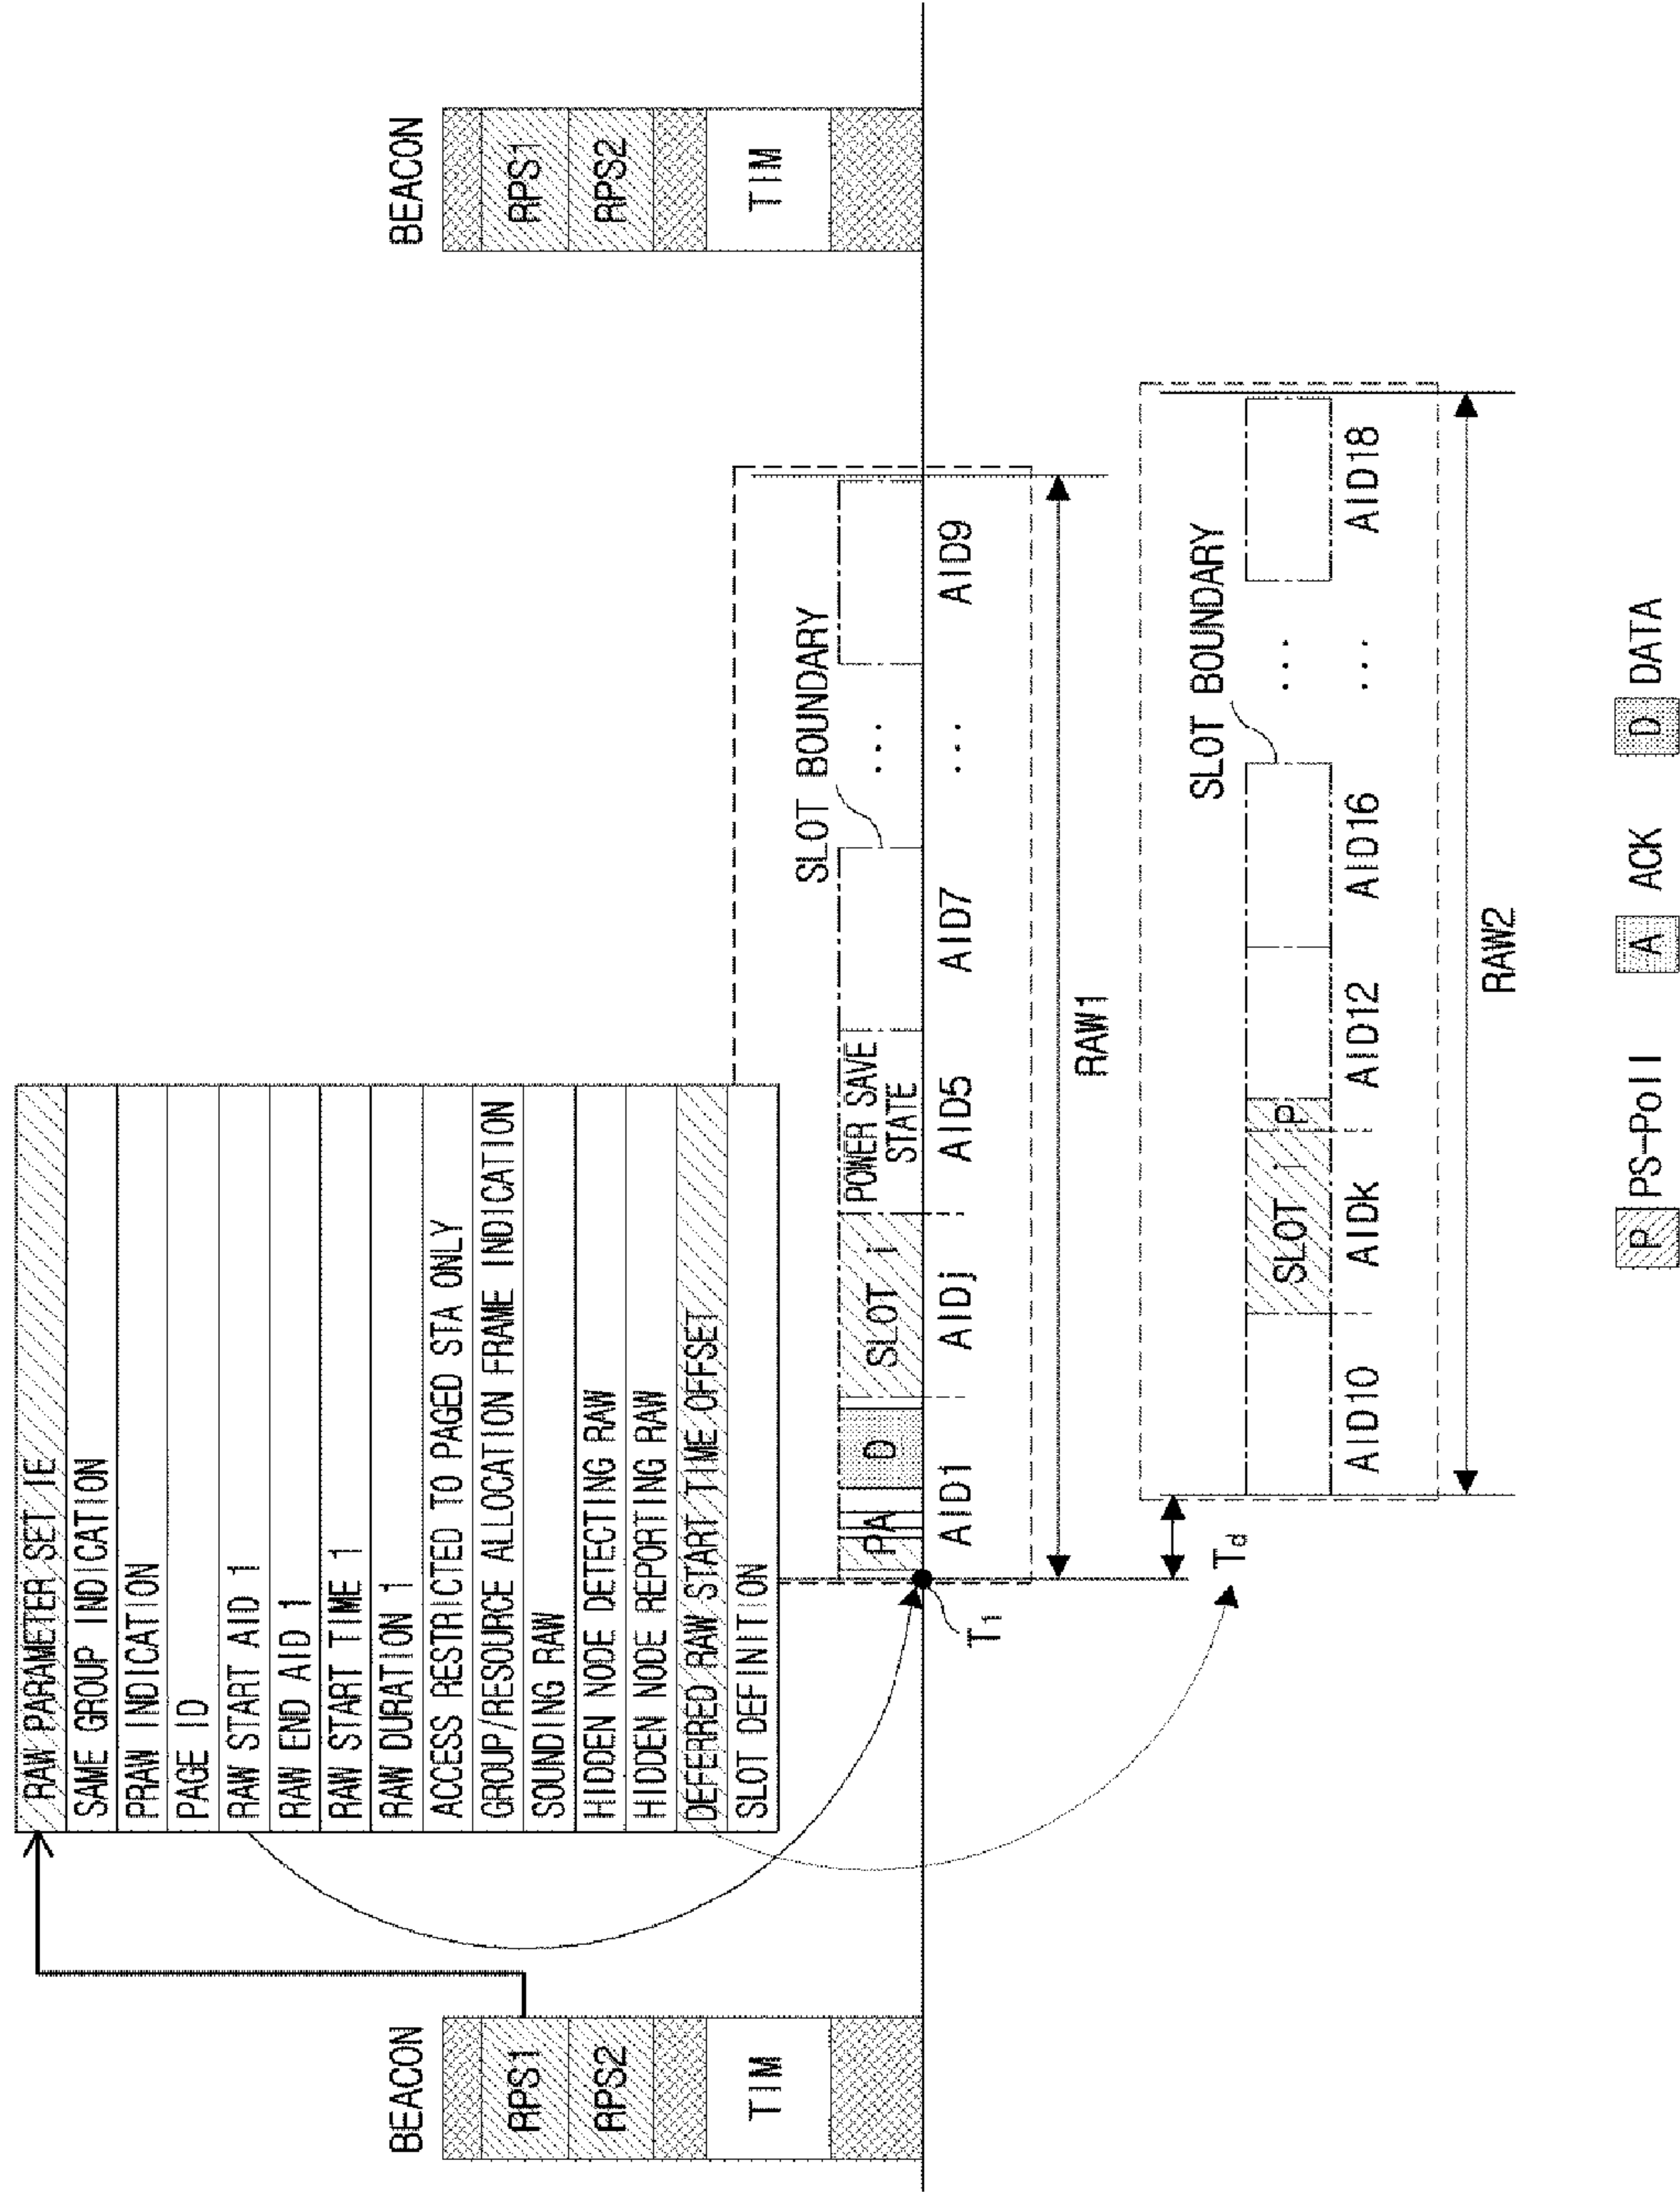 BEACON
RPS1
RPS2
TIM
RAW PARAMETER SET IE
SAME GROUP INDICATION
PRAW INDICATION
PAGE ID
RAW START AID 1
RAW END AID 1
RAW START TIME 1
RAW DURATION 1
ACCESS RESTRICTED TO PAGED STA ONLY
GROUP/RESOURCE ALLOCATION FRAME INDICATION
SOUNDING RAW
HIDDEN NODE DETECTING RAW
HIDDEN NODE REPORTING RAW
DEFERRED RAW START TIME OFFSET
SLOT DEFINITION
BEACON
RPS1
RPS2
TIM
SLOT BOUNDARY
P A D SLOT i POWER SAVE
STATE
...
AID1 AIDj AID5 AID7 ... AID9
T1
RAW1
Td
SLOT BOUNDARY
SLOT i P ...
AID10 AIDk AID12 AID16 ... AID18
RAW2
P PS-Poll A ACK D DATA